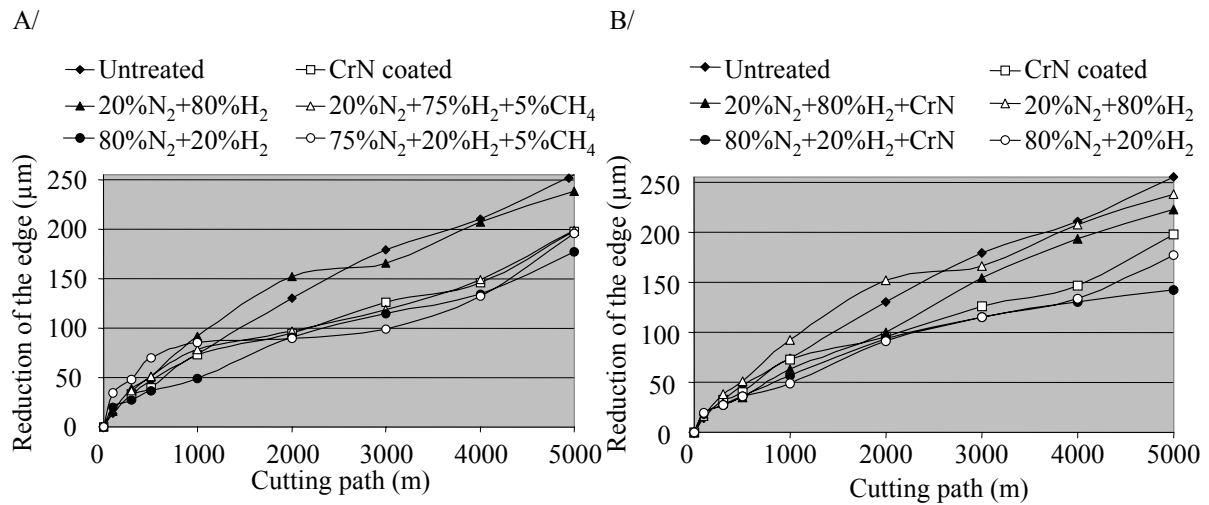 A/
Untreated
CrN coated
20%N₂+80%H₂
20%N₂+75%H₂+5%CH₄
80%N₂+20%H₂
75%N₂+20%H₂+5%CH₄
Reduction of the edge (µm)
250
200
150
100
50
0
0 1000 2000 3000 4000 5000
Cutting path (m)
B/
Untreated
CrN coated
20%N₂+80%H₂+CrN
20%N₂+80%H₂
80%N₂+20%H₂+CrN
80%N₂+20%H₂
Reduction of the edge (µm)
250
200
150
100
50
0
0 1000 2000 3000 4000 5000
Cutting path (m)